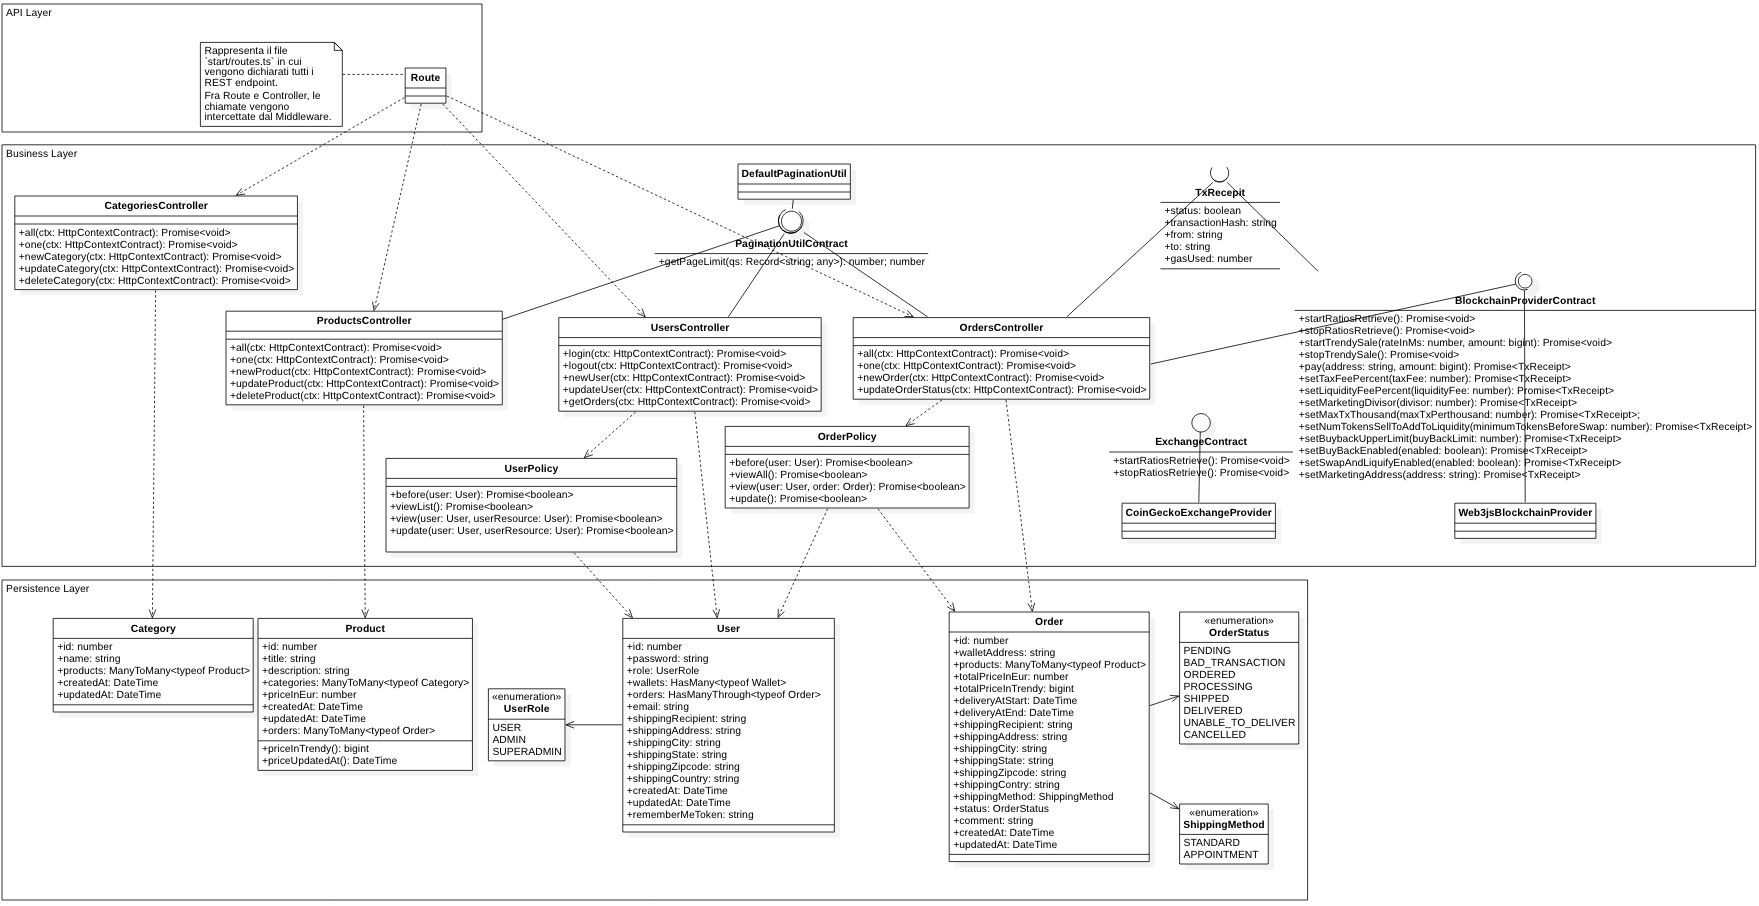 API Layer
Rappresenta il file
`start/routes.ts` in cui
vengono dichiarati tutti i
REST endpoint.
Fra Route e Controller, le
chiamate vengono
intercettate dal Middleware.
Route
Business Layer
DefaultPaginationUtil
TxRecepit
+status: boolean
+transactionHash: string
+from: string
+to: string
+gasUsed: number
CategoriesController
+all(ctx: HttpContextContract): Promise<void>
+one(ctx: HttpContextContract): Promise<void>
+newCategory(ctx: HttpContextContract): Promise<void>
+updateCategory(ctx: HttpContextContract): Promise<void>
+deleteCategory(ctx: HttpContextContract): Promise<void>
PaginationUtilContract
+getPageLimit(qs: Record<string; any>): number; number
ProductsController
+all(ctx: HttpContextContract): Promise<void>
+one(ctx: HttpContextContract): Promise<void>
+newProduct(ctx: HttpContextContract): Promise<void>
+updateProduct(ctx: HttpContextContract): Promise<void>
+deleteProduct(ctx: HttpContextContract): Promise<void>
UsersController
+login(ctx: HttpContextContract): Promise<void>
+logout(ctx: HttpContextContract): Promise<void>
+newUser(ctx: HttpContextContract): Promise<void>
+updateUser(ctx: HttpContextContract): Promise<void>
+getOrders(ctx: HttpContextContract): Promise<void>
OrdersController
+all(ctx: HttpContextContract): Promise<void>
+one(ctx: HttpContextContract): Promise<void>
+newOrder(ctx: HttpContextContract): Promise<void>
+updateOrderStatus(ctx: HttpContextContract): Promise<void>
BlockchainProviderContract
+startRatiosRetrieve(): Promise<void>
+stopRatiosRetrieve(): Promise<void>
+startTrendySale(rateInMs: number, amount: bigint): Promise<void>
+stopTrendySale(): Promise<void>
+pay(address: string, amount: bigint): Promise<TxReceipt>
+setTaxFeePercent(taxFee: number): Promise<TxReceipt>
+setLiquidityFeePercent(liquidityFee: number): Promise<TxReceipt>
+setMarketingDivisor(divisor: number): Promise<TxReceipt>
+setMaxTxThousand(maxTxPerthousand: number): Promise<TxReceipt>;
+setNumTokensSellToAddToLiquidity(minimumTokensBeforeSwap: number): Promise<TxReceipt>
+setBuybackUpperLimit(buyBackLimit: number): Promise<TxReceipt>
+setBuyBackEnabled(enabled: boolean): Promise<TxReceipt>
+setSwapAndLiquifyEnabled(enabled: boolean): Promise<TxReceipt>
+setMarketingAddress(address: string): Promise<TxReceipt>
UserPolicy
+before(user: User): Promise<boolean>
+viewList(): Promise<boolean>
+view(user: User, userResource: User): Promise<boolean>
+update(user: User, userResource: User): Promise<boolean>
OrderPolicy
+before(user: User): Promise<boolean>
+viewAll(): Promise<boolean>
+view(user: User, order: Order): Promise<boolean>
+update(): Promise<boolean>
ExchangeContract
+startRatiosRetrieve(): Promise<void>
+stopRatiosRetrieve(): Promise<void>
CoinGeckoExchangeProvider
Web3jsBlockchainProvider
Persistence Layer
Category
+id: number
+name: string
+products: ManyToMany<typeof Product>
+createdAt: DateTime
+updatedAt: DateTime
Product
+id: number
+title: string
+description: string
+categories: ManyToMany<typeof Category>
+priceInEur: number
+createdAt: DateTime
+updatedAt: DateTime
+orders: ManyToMany<typeof Order>
+priceInTrendy(): bigint
+priceUpdatedAt(): DateTime
«enumeration»
UserRole
USER
ADMIN
SUPERADMIN
User
+id: number
+password: string
+role: UserRole
+wallets: HasMany<typeof Wallet>
+orders: HasManyThrough<typeof Order>
+email: string
+shippingRecipient: string
+shippingAddress: string
+shippingCity: string
+shippingState: string
+shippingZipcode: string
+shippingCountry: string
+createdAt: DateTime
+updatedAt: DateTime
+rememberMeToken: string
Order
+id: number
+walletAddress: string
+products: ManyToMany<typeof Product>
+totalPriceInEur: number
+totalPriceInTrendy: bigint
+deliveryAtStart: DateTime
+deliveryAtEnd: DateTime
+shippingRecipient: string
+shippingAddress: string
+shippingCity: string
+shippingState: string
+shippingZipcode: string
+shippingContry: string
+shippingMethod: ShippingMethod
+status: OrderStatus
+comment: string
+createdAt: DateTime
+updatedAt: DateTime
«enumeration»
OrderStatus
PENDING
BAD_TRANSACTION
ORDERED
PROCESSING
SHIPPED
DELIVERED
UNABLE_TO_DELIVER
CANCELLED
«enumeration»
ShippingMethod
STANDARD
APPOINTMENT